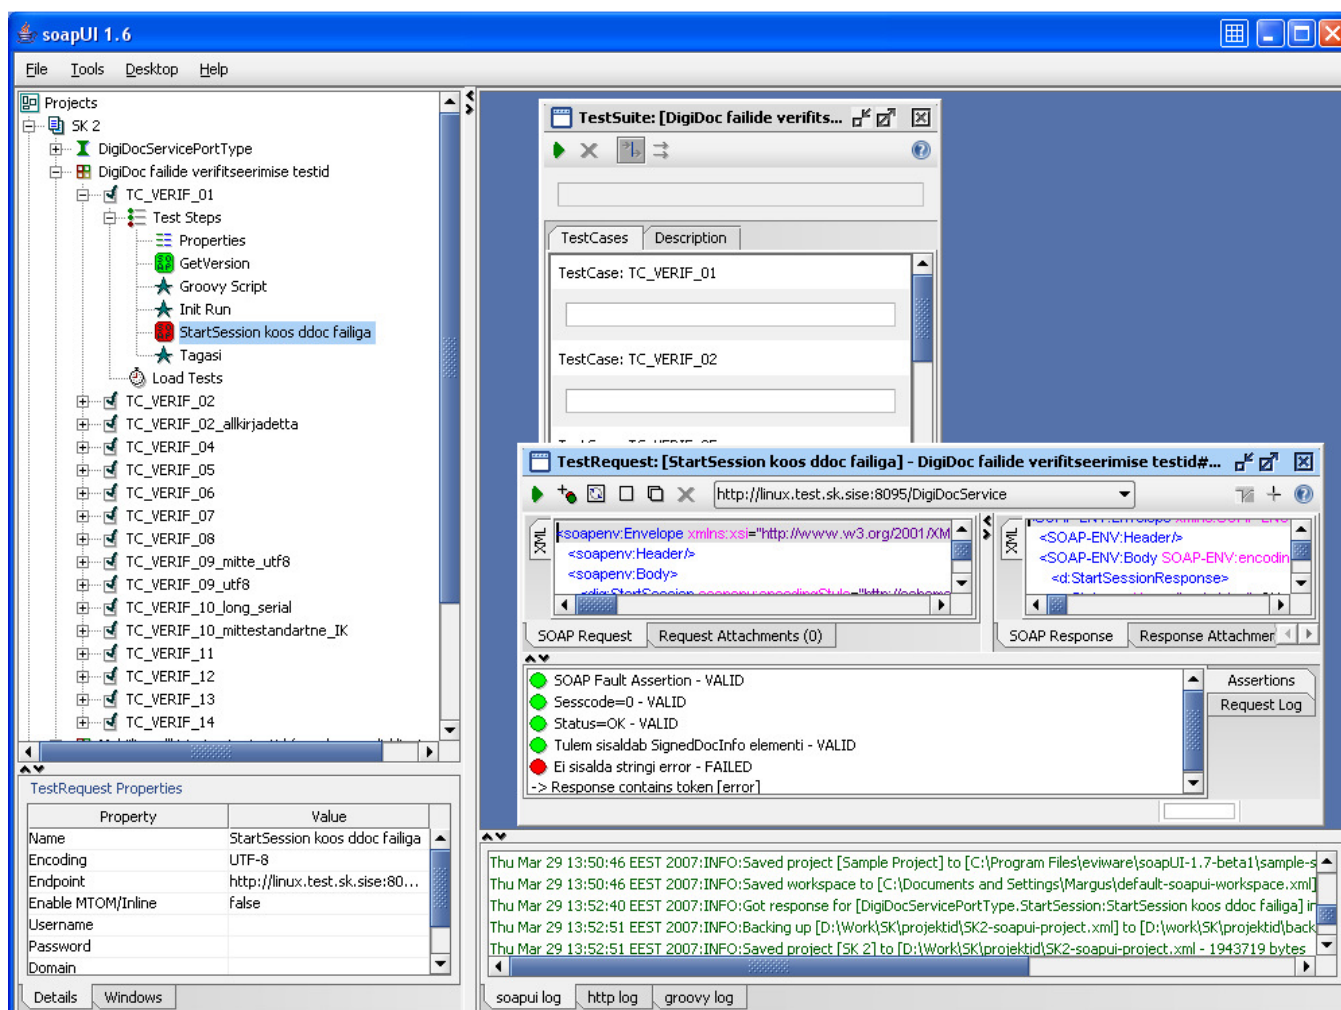 soapUI 1.6
File Tools Desktop Help
Projects
SK 2
DigiDocServicePortType
DigiDoc failide verifitseerimise testid
TC_VERIF_01
Test Steps
Properties
GetVersion
Groovy Script
Init Run
StartSession koos ddoc failiga
Tagasi
Load Tests
TC_VERIF_02
TC_VERIF_02_allkirjadetta
TC_VERIF_04
TC_VERIF_05
TC_VERIF_06
TC_VERIF_07
TC_VERIF_08
TC_VERIF_09_mitte_utf8
TC_VERIF_09_utf8
TC_VERIF_10_long_serial
TC_VERIF_10_mittestandartne_IK
TC_VERIF_11
TC_VERIF_12
TC_VERIF_13
TC_VERIF_14
TestRequest Properties
Property Value
Name StartSession koos ddoc failiga
Encoding UTF-8
Endpoint http://linux.test.sk.sise:80...
Enable MTOM/Inline false
Username
Password
Domain
Details Windows
TestSuite: [DigiDoc failide verifits...
TestCases Description
TestCase: TC_VERIF_01
TestCase: TC_VERIF_02
TestRequest: [StartSession koos ddoc failiga] - DigiDoc failide verifitseerimise testid#...
http://linux.test.sk.sise:8095/DigiDocService
XML
<soapenv:Envelope xmlns:xsi="http://www.w3.org/2001/XM
<soapenv:Header/>
<soapenv:Body>
<dig:StartSession soapenv:encodingStyle="http://schema
SOAP Request Request Attachments (0)
XML
<SOAP-ENV:Envelope xmlns:SOAP-ENC
<SOAP-ENV:Header/>
<SOAP-ENV:Body SOAP-ENV:encodin
<d:StartSessionResponse>
SOAP Response Response Attachmer
SOAP Fault Assertion - VALID
Sesscode=0 - VALID
Status=OK - VALID
Tulem sisaldab SignedDocInfo elementi - VALID
Ei sisalda stringi error - FAILED
-> Response contains token [error]
Assertions
Request Log
Thu Mar 29 13:50:46 EEST 2007:INFO:Saved project [Sample Project] to [C:\Program Files\eviware\soapUI-1.7-beta1\sample-s
Thu Mar 29 13:50:46 EEST 2007:INFO:Saved workspace to [C:\Documents and Settings\Margus\default-soapui-workspace.xml]
Thu Mar 29 13:52:40 EEST 2007:INFO:Got response for [DigiDocServicePortType.StartSession:StartSession koos ddoc failiga] in
Thu Mar 29 13:52:51 EEST 2007:INFO:Backing up [D:\Work\SK\projektid\SK2-soapui-project.xml] to [D:\work\SK\projektid\back
Thu Mar 29 13:52:51 EEST 2007:INFO:Saved project [SK 2] to [D:\Work\SK\projektid\SK2-soapui-project.xml - 1943719 bytes
soapui log http log groovy log